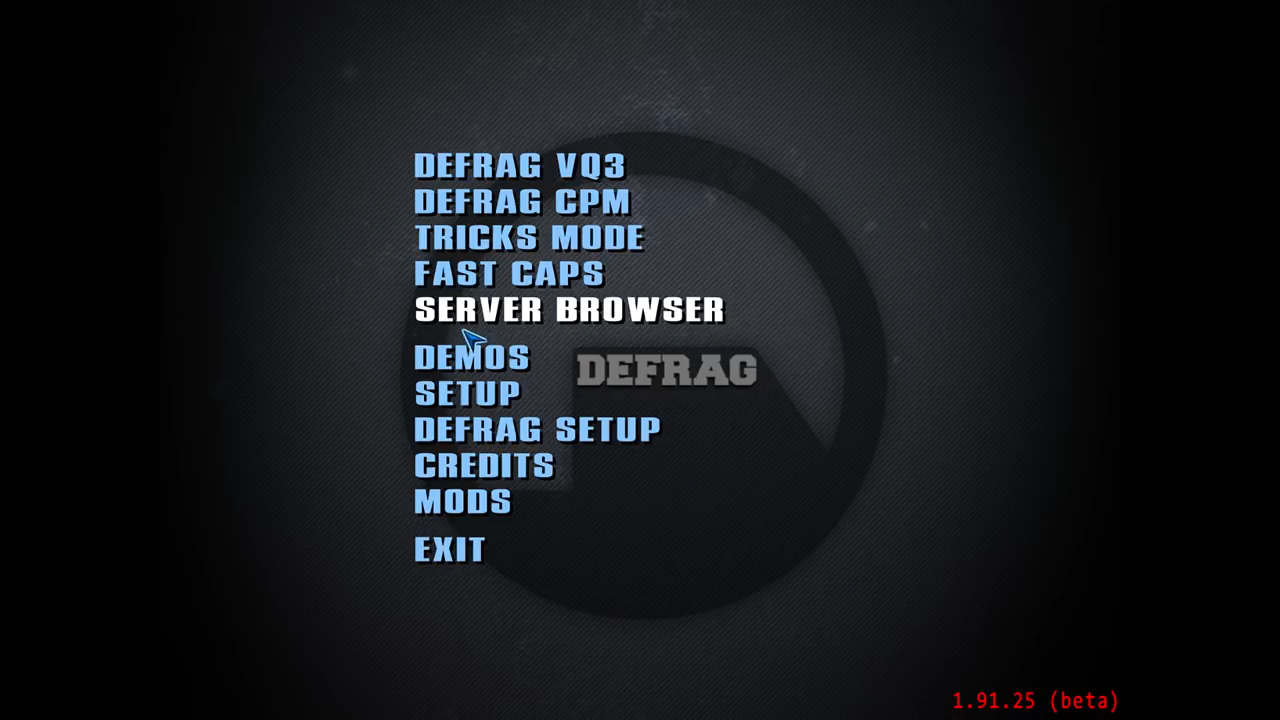 DEFRAG VQ3
DEFRAG CPM
TRICKS MODE
FAST CAPS
SERVER BROWSER
DEMOS
DEFRAG
SETUP
DEFRAG SETUP
CREDITS
MODS
EXIT
1.91.25 (beta)